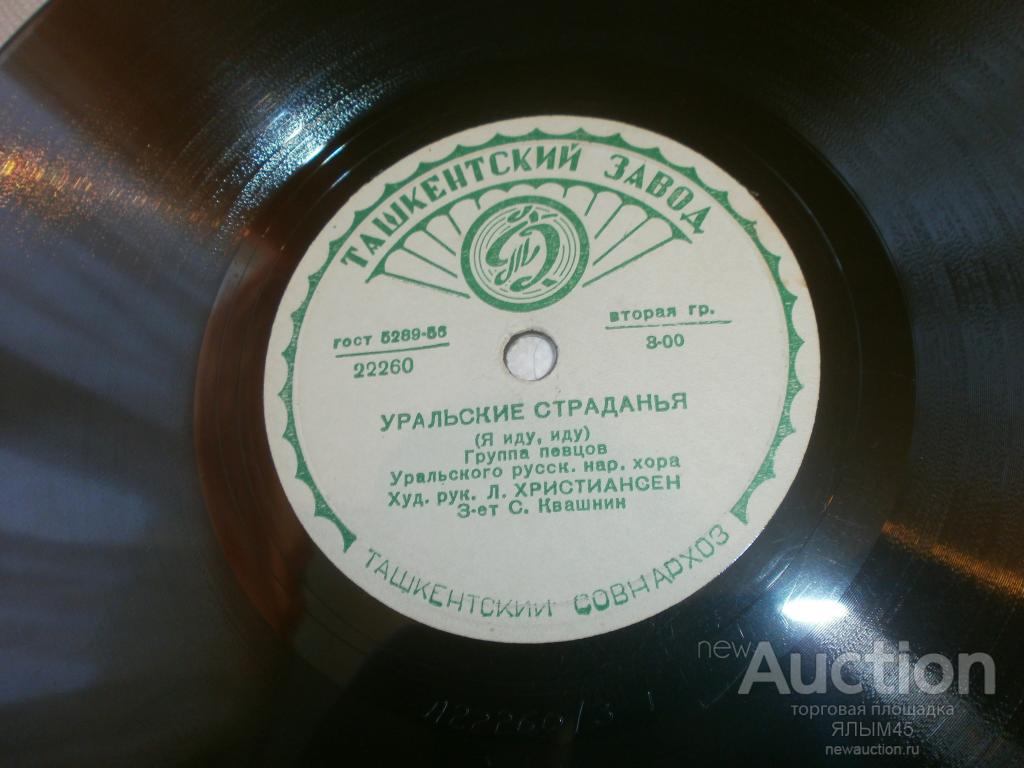 ТАШКЕНТСКИЙ ЗАВОД
ГОСТ 5289-56
22260
вторая гр.
3-00
УРАЛЬСКИЕ СТРАДАНЬЯ
(Я иду, иду)
Группа певцов
Уральского русск. нар. хора
Худ. рук. Л. ХРИСТИАНСЕН
З-ет С. Квашнин
ТАШКЕНТСКИЙ СОВНАРХОЗ
22260/3
newAuction
торговая площадка
ЯЛЫМ45
newauction.ru